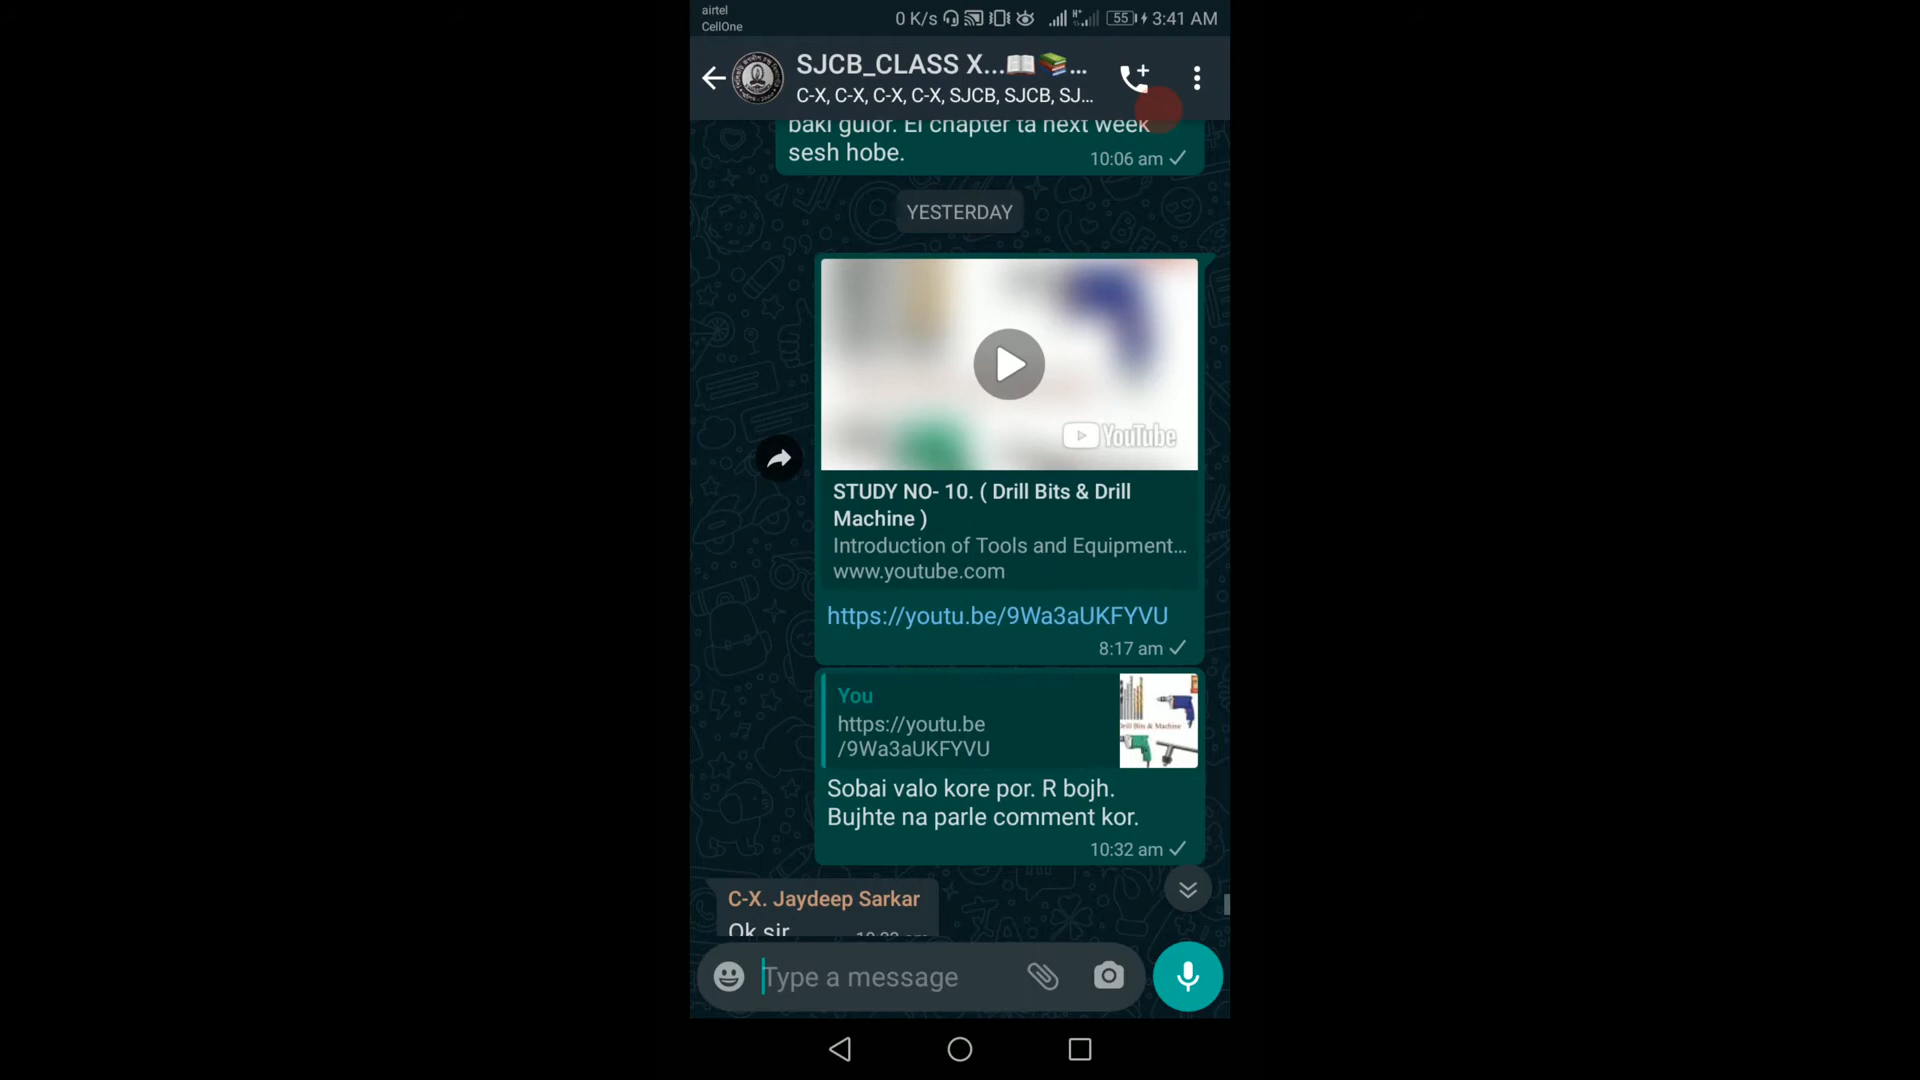 airtel
CellOne
0 K/s
55
3:41 AM
SJCB_CLASS X...📖📚...
C-X, C-X, C-X, C-X, SJCB, SJCB, SJ...
baki gulor. Ei chapter ta next week
sesh hobe.
10:06 am
YESTERDAY
YouTube
STUDY NO- 10. ( Drill Bits & Drill
Machine )
Introduction of Tools and Equipment...
www.youtube.com
https://youtu.be/9Wa3aUKFYVU
8:17 am
You
https://youtu.be
/9Wa3aUKFYVU
Drill Bits & Machine
Sobai valo kore por. R bojh.
Bujhte na parle comment kor.
10:32 am
C-X. Jaydeep Sarkar
Ok sir
Type a message